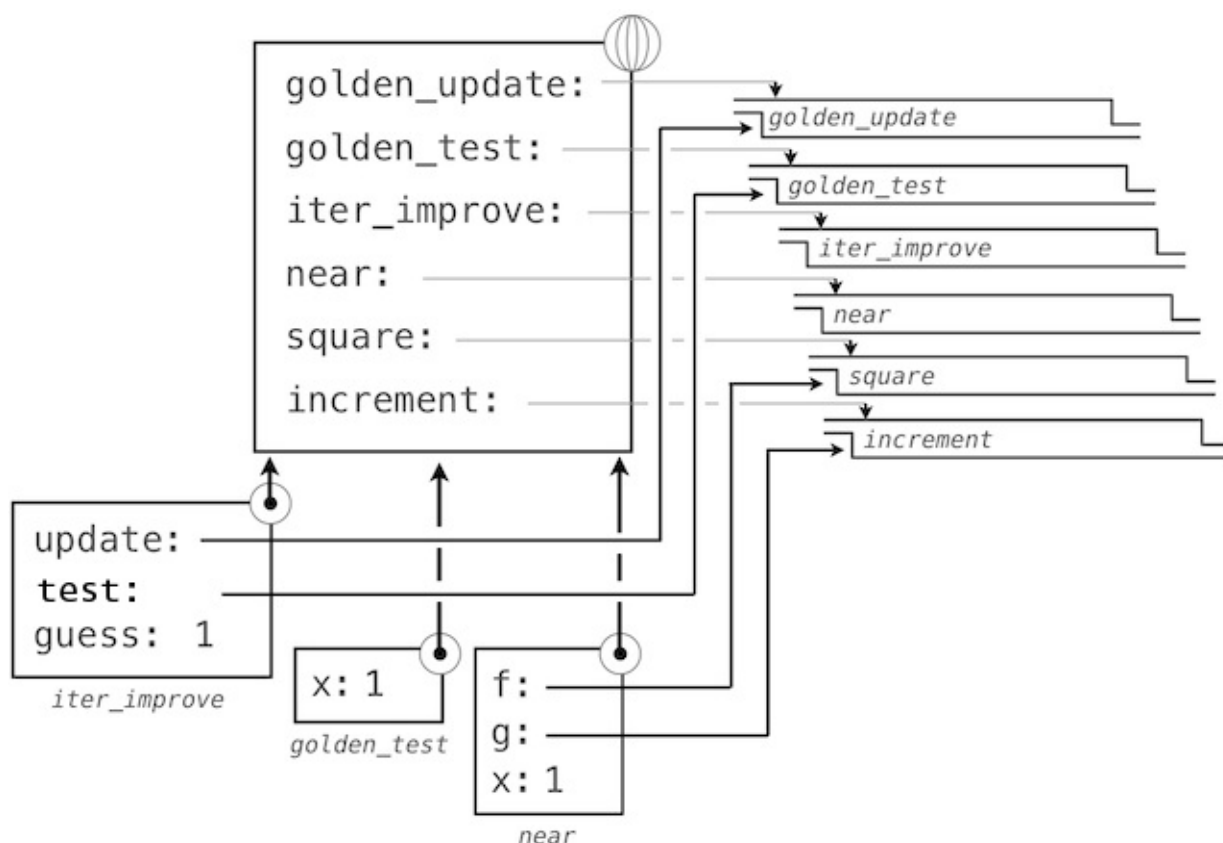 golden_update:
golden_test:
iter_improve:
near:
square:
increment:
golden_update
golden_test
iter_improve
near
square
increment
update:
test:
guess: 1
iter_improve
x: 1
golden_test
f:
g:
x: 1
near